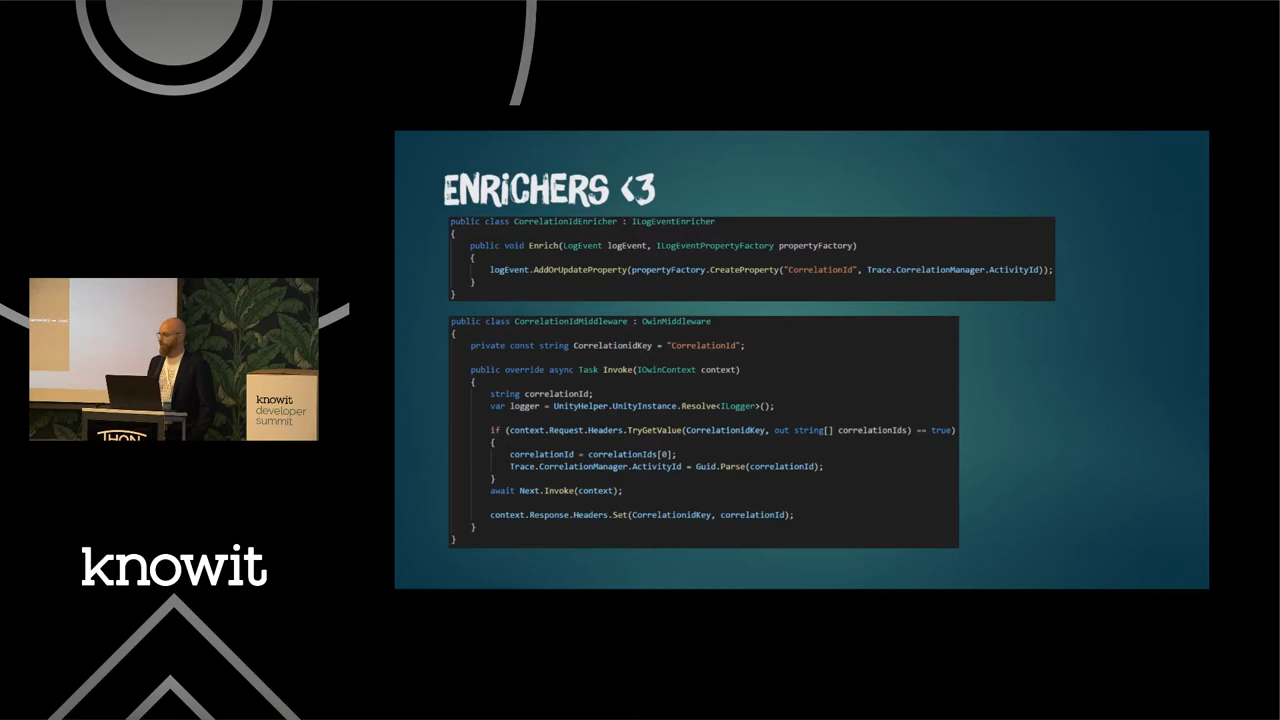 ENRiCHERS <3
public class CorrelationIdEnricher : ILogEventEnricher
{
public void Enrich(LogEvent logEvent, ILogEventPropertyFactory propertyFactory)
{
logEvent.AddOrUpdateProperty(propertyFactory.CreateProperty("CorrelationId", Trace.CorrelationManager.ActivityId));
}
}
public class CorrelationIdMiddleware : OwinMiddleware
{
private const string CorrelationidKey = "CorrelationId";
public override async Task Invoke(IOwinContext context)
{
string correlationId;
var logger = UnityHelper.UnityInstance.Resolve<ILogger>();
if (context.Request.Headers.TryGetValue(CorrelationidKey, out string[] correlationIds) == true)
{
correlationId = correlationIds[0];
Trace.CorrelationManager.ActivityId = Guid.Parse(correlationId);
}
await Next.Invoke(context);
context.Response.Headers.Set(CorrelationidKey, correlationId);
}
}
knowit
developer
summit
THON
knowit